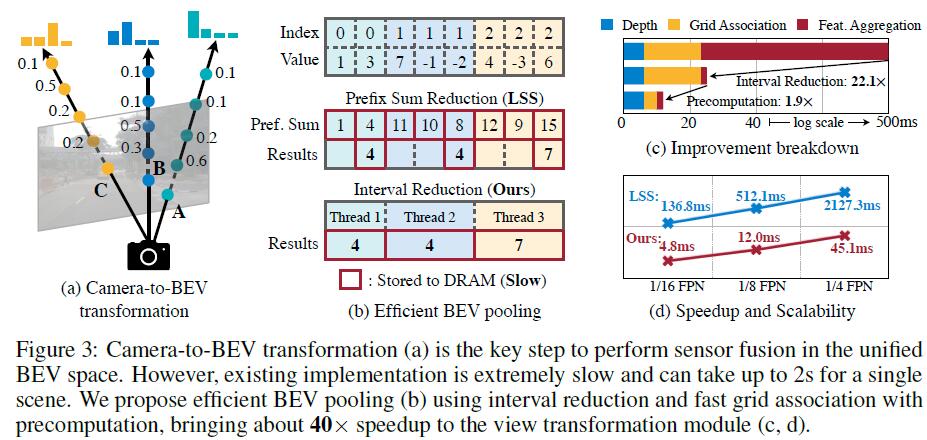 0.1
0.5
0.2
0.2
C
0.1
0.1
0.5
0.3
B
0.1
0.1
0.2
0.6
A
(a) Camera-to-BEV
transformation
Index 0 0 1 1 1 2 2 2
Value 1 3 7 -1 -2 4 -3 6
Prefix Sum Reduction (LSS)
Pref. Sum 1 4 11 10 8 12 9 15
Results 4 4 7
Interval Reduction (Ours)
Thread 1 Thread 2 Thread 3
Results 4 4 7
: Stored to DRAM (Slow)
(b) Efficient BEV pooling
Depth Grid Association Feat. Aggregation
Interval Reduction: 22.1×
Precomputation: 1.9×
0 20 40 log scale 500ms
(c) Improvement breakdown
LSS: 136.8ms 512.1ms 2127.3ms
Ours: 4.8ms 12.0ms 45.1ms
1/16 FPN 1/8 FPN 1/4 FPN
(d) Speedup and Scalability
Figure 3: Camera-to-BEV transformation (a) is the key step to perform sensor fusion in the unified
BEV space. However, existing implementation is extremely slow and can take up to 2s for a single
scene. We propose efficient BEV pooling (b) using interval reduction and fast grid association with
precomputation, bringing about 40× speedup to the view transformation module (c, d).